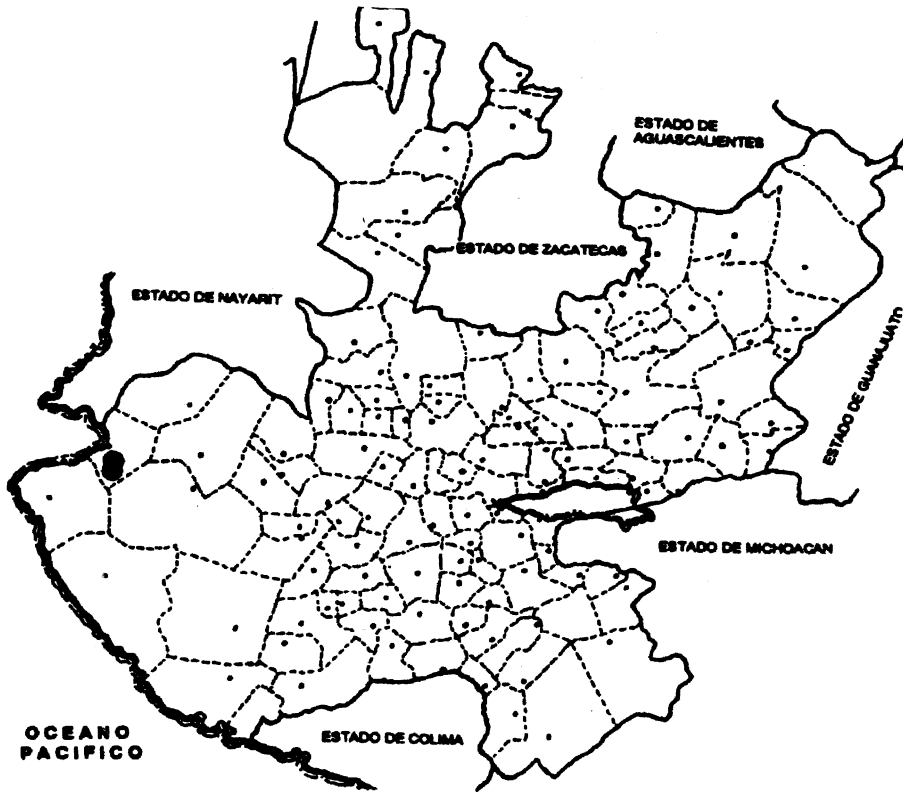 ESTADO DE
AGUASCALIENTES
ESTADO DE ZACATECAS
ESTADO DE NAYARIT
ESTADO DE GUANAJUATO
ESTADO DE MICHOACAN
OCEANO
PACIFICO
ESTADO DE COLIMA